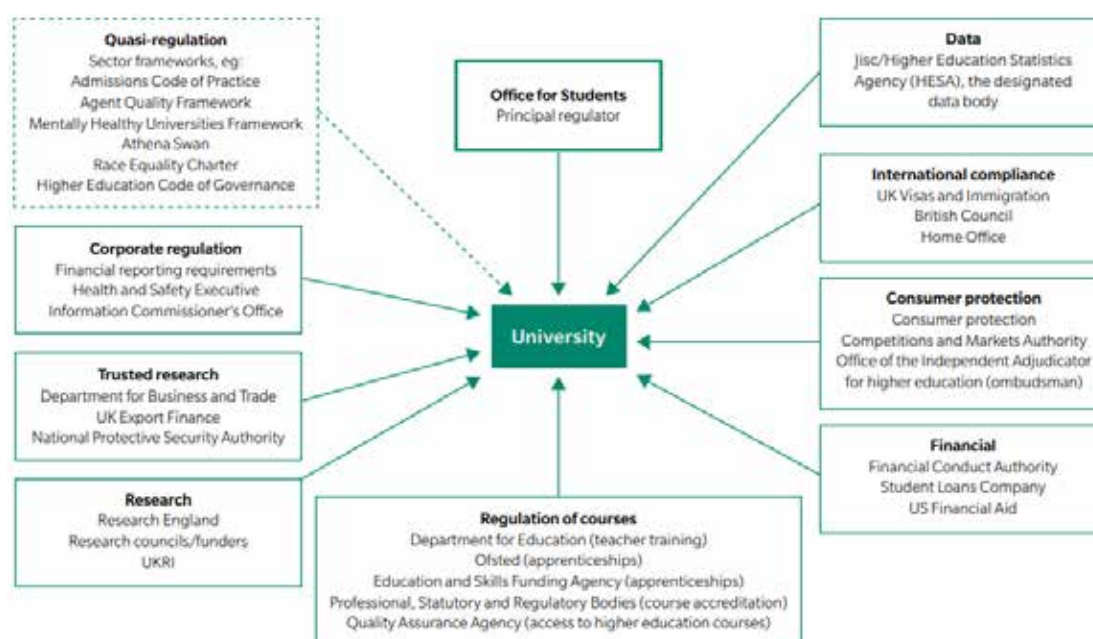 Quasi-regulation
Sector frameworks, eg:
Admissions Code of Practice
Agent Quality Framework
Mentally Healthy Universities Framework
Athena Swan
Race Equality Charter
Higher Education Code of Governance
Office for Students
Principal regulator
Data
Jisc/Higher Education Statistics
Agency (HESA), the designated
data body
International compliance
UK Visas and Immigration
British Council
Home Office
Corporate regulation
Financial reporting requirements
Health and Safety Executive
Information Commissioner's Office
University
Consumer protection
Consumer protection
Competitions and Markets Authority
Office of the Independent Adjudicator
for higher education (ombudsman)
Trusted research
Department for Business and Trade
UK Export Finance
National Protective Security Authority
Financial
Financial Conduct Authority
Student Loans Company
US Financial Aid
Research
Research England
Research councils/funders
UKRI
Regulation of courses
Department for Education (teacher training)
Ofsted (apprenticeships)
Education and Skills Funding Agency (apprenticeships)
Professional, Statutory and Regulatory Bodies (course accreditation)
Quality Assurance Agency (access to higher education courses)